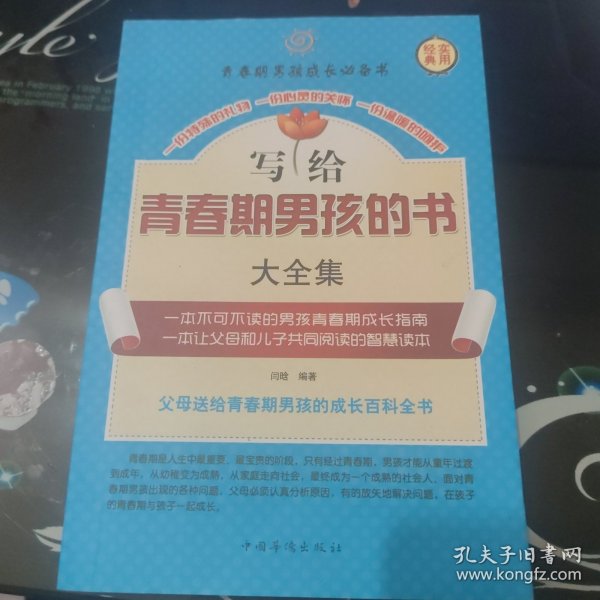 青春期男孩成长必备书
实用
经典
一份特殊的礼物 一份心灵的关怀 一份温暖的呵护
写给
青春期男孩的书
大全集
一本不可不读的男孩青春期成长指南
一本让父母和儿子共同阅读的智慧读本
闫晗 编著
父母送给青春期男孩的成长百科全书
青春期是人生中最重要、最宝贵的阶段，只有经过青春期，男孩才能从童年过渡
到成年，从幼稚变为成熟，从家庭走向社会，最终成为一个成熟的社会人。面对青
春期男孩出现的各种问题，父母必须认真分析原因，有的放矢地解决问题，在孩子
的青春期与孩子一起成长。
中国华侨出版社
in February 1998
孔夫子旧书网
www.kongfz.com